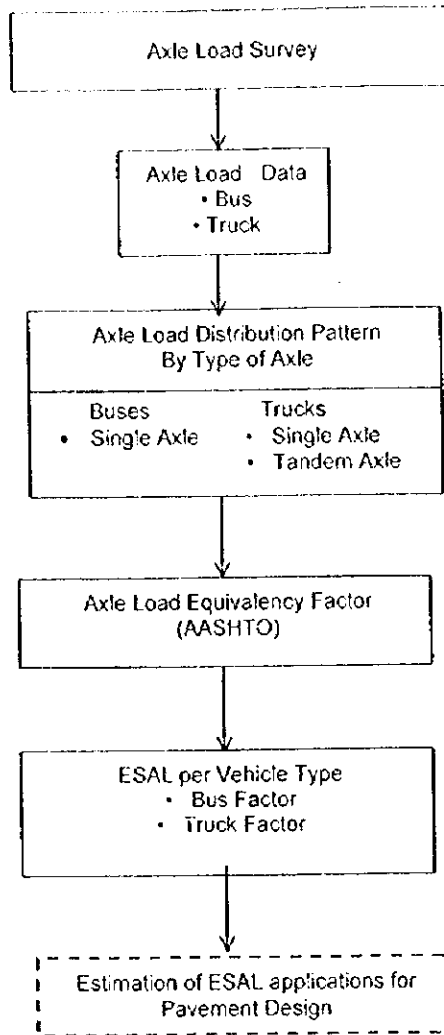 Axle Load Survey
Axle Load Data
• Bus
• Truck
Axle Load Distribution Pattern
By Type of Axle
Buses
• Single Axle
Trucks
• Single Axle
• Tandem Axle
Axle Load Equivalency Factor
(AASHTO)
ESAL per Vehicle Type
• Bus Factor
• Truck Factor
Estimation of ESAL applications for
Pavement Design